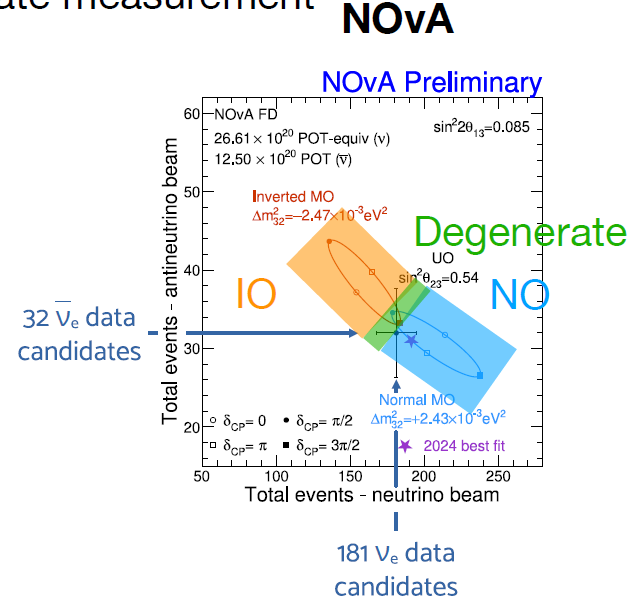 ate measurement
NOvA
NOvA Preliminary
NOvA FD
26.61×10²⁰ POT-equiv (ν)
12.50×10²⁰ POT (ν̅)
sin²2θ₁₃=0.085
Inverted MO
Δm²₃₂=−2.47×10⁻³eV²
Degenerate
UO
sin²θ₂₃=0.54
IO
NO
32 ν̅ₑ data
candidates
Normal MO
Δm²₃₂=+2.43×10⁻³eV²
○ δCP= 0 ● δCP= π/2
□ δCP= π ■ δCP= 3π/2
★ 2024 best fit
Total events - antineutrino beam
60
50
40
30
20
50 100 150 200 250
Total events - neutrino beam
181 νₑ data
candidates